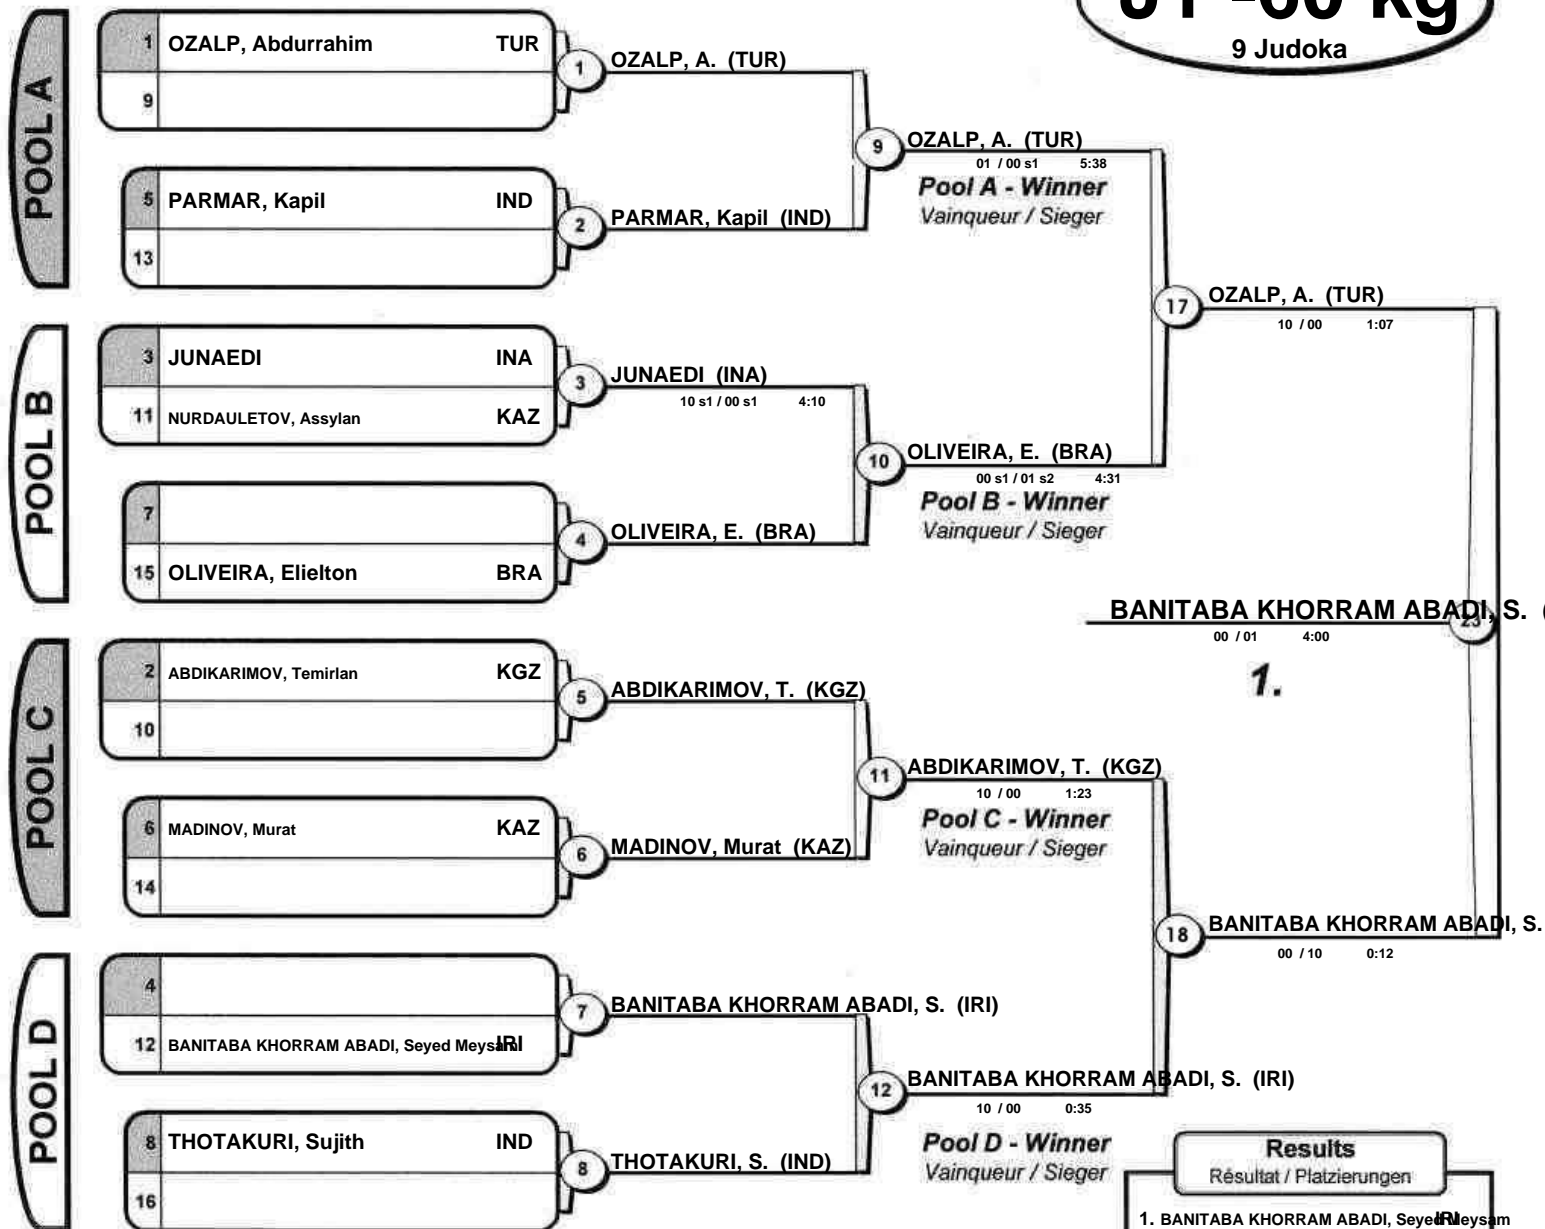 J1 -60 kg
9 Judoka
POOL A
1 OZALP, Abdurrahim TUR
9
1 OZALP, A. (TUR)
5 PARMAR, Kapil IND
13
2 PARMAR, Kapil (IND)
9 OZALP, A. (TUR)
01 / 00 s1 5:38
Pool A - Winner
Vainqueur / Sieger
17 OZALP, A. (TUR)
10 / 00 1:07
POOL B
3 JUNAEDI INA
11 NURDAULETOV, Assylan KAZ
3 JUNAEDI (INA)
10 s1 / 00 s1 4:10
7
15 OLIVEIRA, Elielton BRA
4 OLIVEIRA, E. (BRA)
10 OLIVEIRA, E. (BRA)
00 s1 / 01 s2 4:31
Pool B - Winner
Vainqueur / Sieger
BANITABA KHORRAM ABADI, S. (
23
00 / 01 4:00
1.
POOL C
2 ABDIKARIMOV, Temirlan KGZ
10
5 ABDIKARIMOV, T. (KGZ)
6 MADINOV, Murat KAZ
14
6 MADINOV, Murat (KAZ)
11 ABDIKARIMOV, T. (KGZ)
10 / 00 1:23
Pool C - Winner
Vainqueur / Sieger
18 BANITABA KHORRAM ABADI, S.
00 / 10 0:12
POOL D
4
12 BANITABA KHORRAM ABADI, Seyed Meysam IRI
7 BANITABA KHORRAM ABADI, S. (IRI)
8 THOTAKURI, Sujith IND
16
8 THOTAKURI, S. (IND)
12 BANITABA KHORRAM ABADI, S. (IRI)
10 / 00 0:35
Pool D - Winner
Vainqueur / Sieger
Results
Résultat / Platzierungen
1. BANITABA KHORRAM ABADI, Seyed Meysam IRI